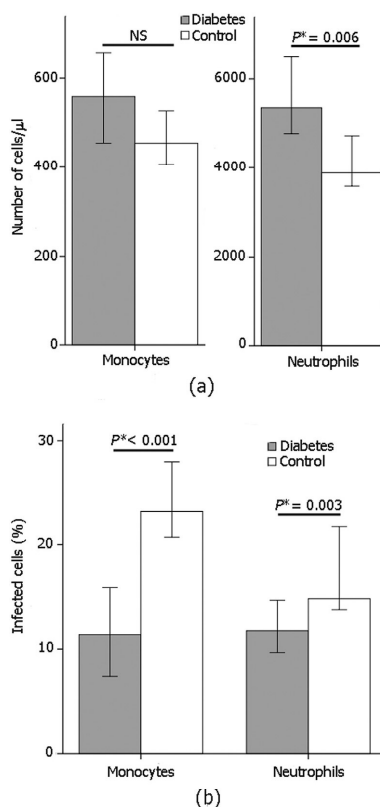 NS
Diabetes
Control
P* = 0.006
Number of cells/µl
600
400
200
0
6000
4000
2000
0
Monocytes
Neutrophils
(a)
P*< 0.001
Diabetes
Control
P* = 0.003
Infected cells (%)
30
20
10
0
Monocytes
Neutrophils
(b)